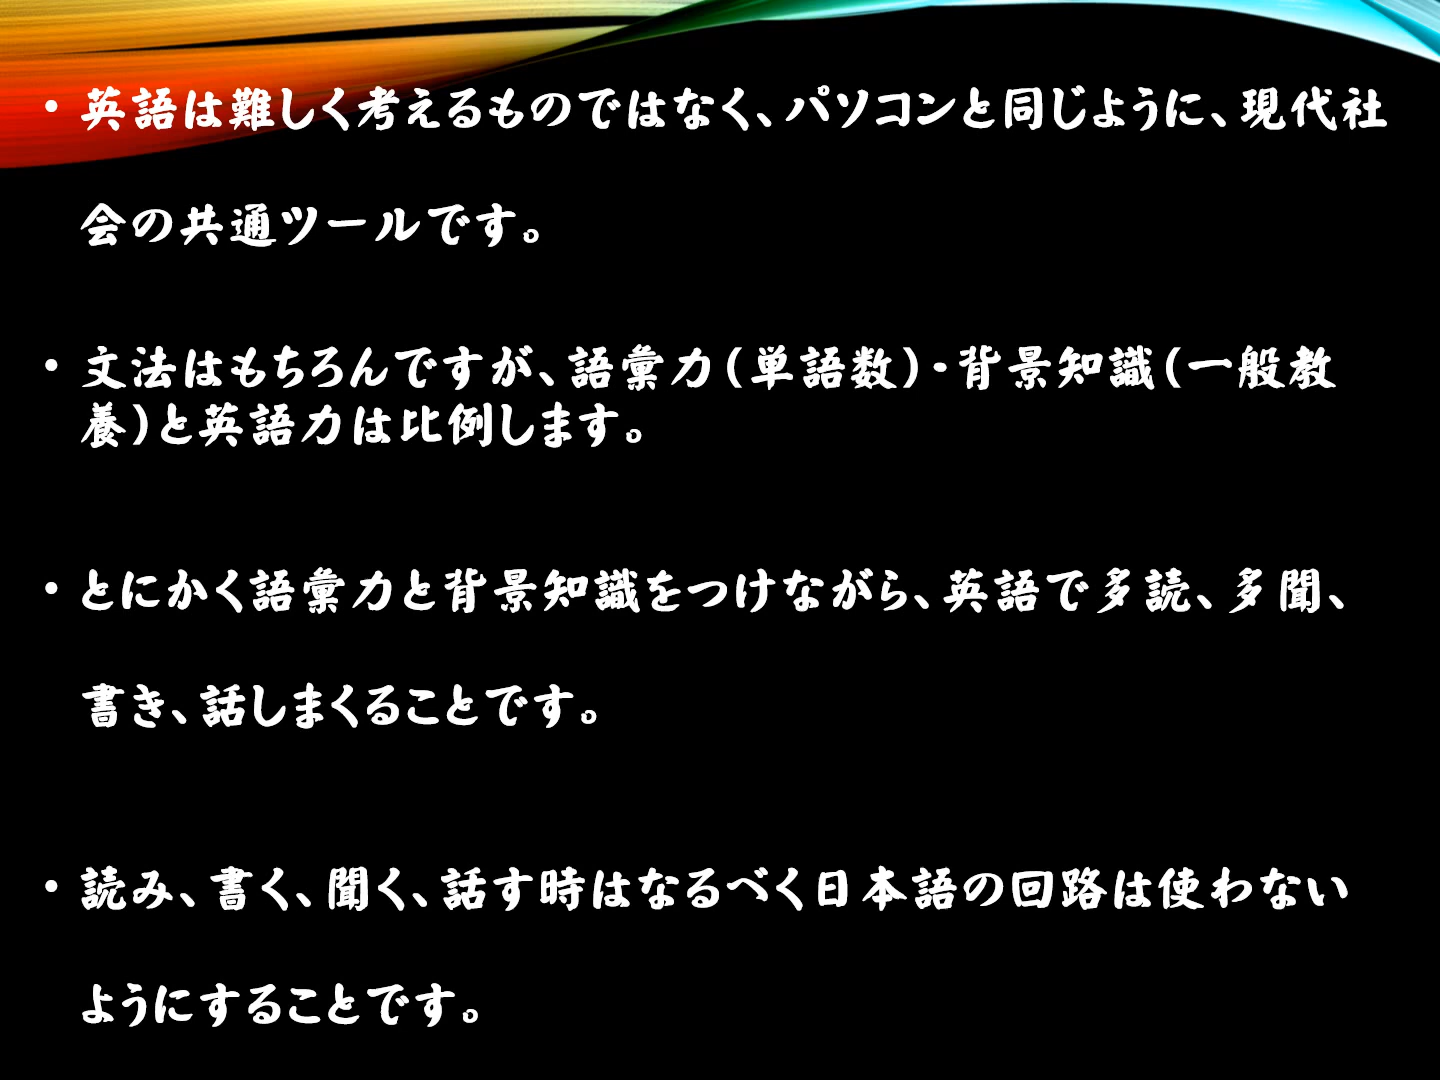 • 英語は難しく考えるものではなく、パソコンと同じように、現代社
会の共通ツールです。
• 文法はもちろんですが、語彙力(単語数)・背景知識(一般教
養)と英語力は比例します。
• とにかく語彙力と背景知識をつけながら、英語で多読、多聞、
書き、話しまくることです。
• 読み、書く、聞く、話す時はなるべく日本語の回路は使わない
ようにすることです。